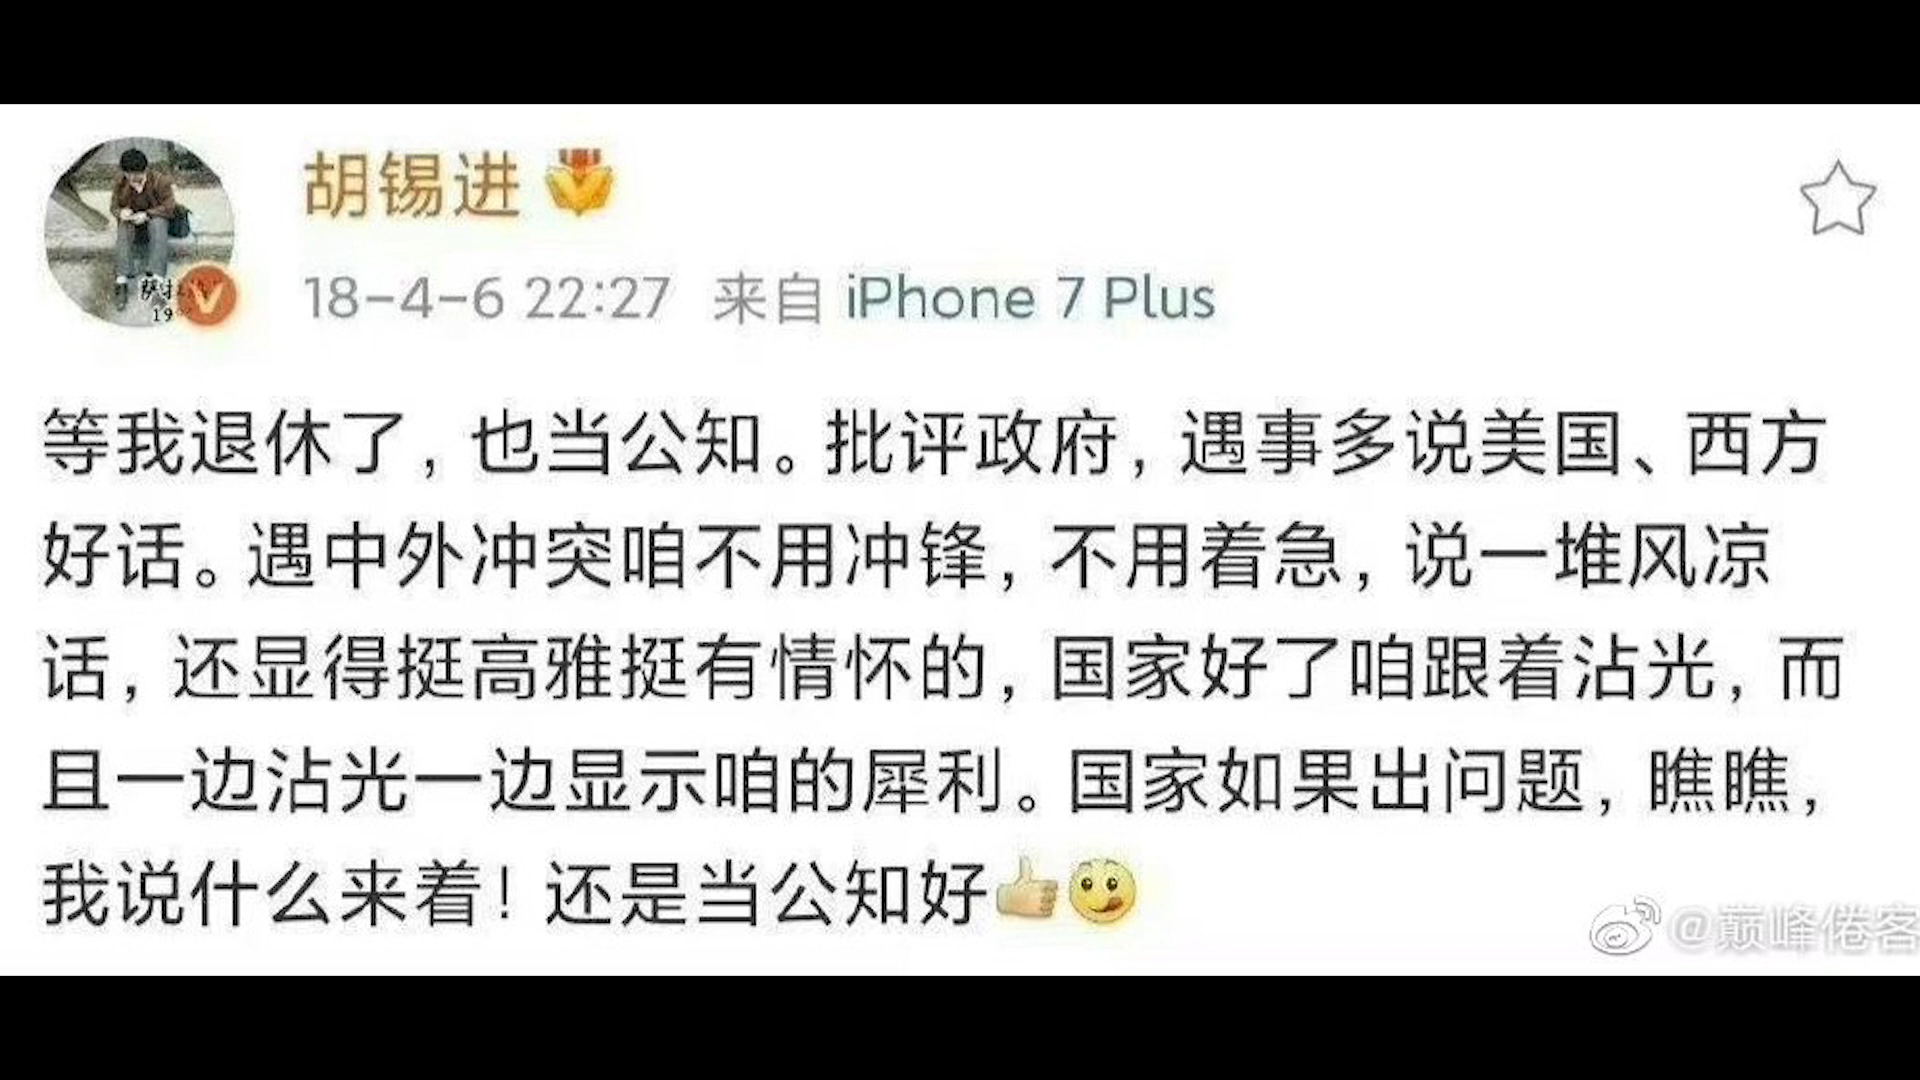 胡锡进
18-4-6 22:27 来自 iPhone 7 Plus
等我退休了，也当公知。批评政府，遇事多说美国、西方
好话。遇中外冲突咱不用冲锋，不用着急，说一堆风凉
话，还显得挺高雅挺有情怀的，国家好了咱跟着沾光，而
且一边沾光一边显示咱的犀利。国家如果出问题，瞧瞧，
我说什么来着！还是当公知好
@巅峰倦客